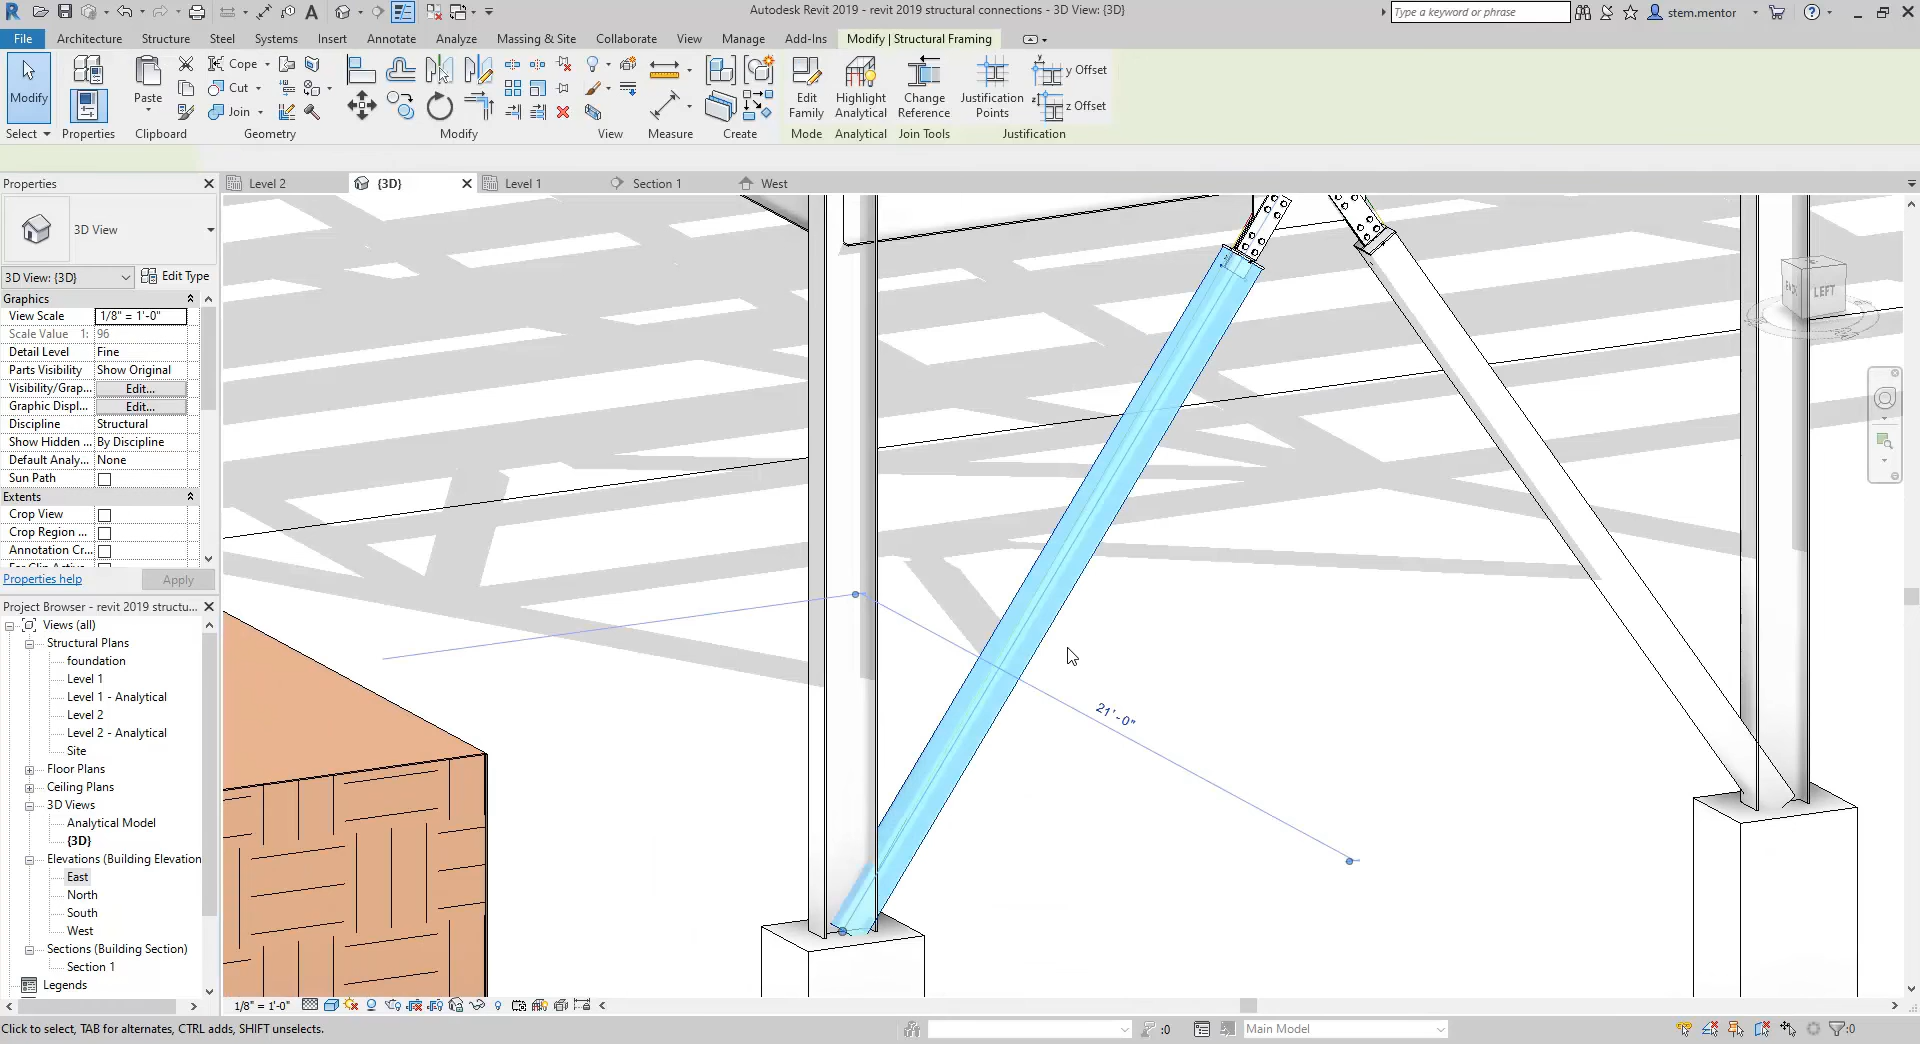 Autodesk Revit 2019 - revit 2019 structural connections - 3D View: {3D}
Type a keyword or phrase
stem.mentor
File Architecture Structure Steel Systems Insert Annotate Analyze Massing & Site Collaborate View Manage Add-Ins Modify | Structural Framing
Modify
Paste
Cope
Cut
Join
Edit Family
Highlight Analytical
Change Reference
Justification Points
y Offset
z Offset
Select Properties Clipboard Geometry Modify View Measure Create Mode Analytical Join Tools Justification
Properties
Level 2
{3D}
Level 1
Section 1
West
3D View
3D View: {3D}
Edit Type
Graphics
View Scale 1/8" = 1'-0"
Scale Value 1: 96
Detail Level Fine
Parts Visibility Show Original
Visibility/Grap... Edit...
Graphic Displ... Edit...
Discipline Structural
Show Hidden ... By Discipline
Default Analy... None
Sun Path
Extents
Crop View
Crop Region ...
Annotation Cr...
Properties help
Apply
Project Browser - revit 2019 structu...
Views (all)
Structural Plans
foundation
Level 1
Level 1 - Analytical
Level 2
Level 2 - Analytical
Site
Floor Plans
Ceiling Plans
3D Views
Analytical Model
{3D}
Elevations (Building Elevation
East
North
South
West
Sections (Building Section)
Section 1
Legends
21'-0"
LEFT
1/8" = 1'-0"
Click to select, TAB for alternates, CTRL adds, SHIFT unselects.
:0
Main Model
:0